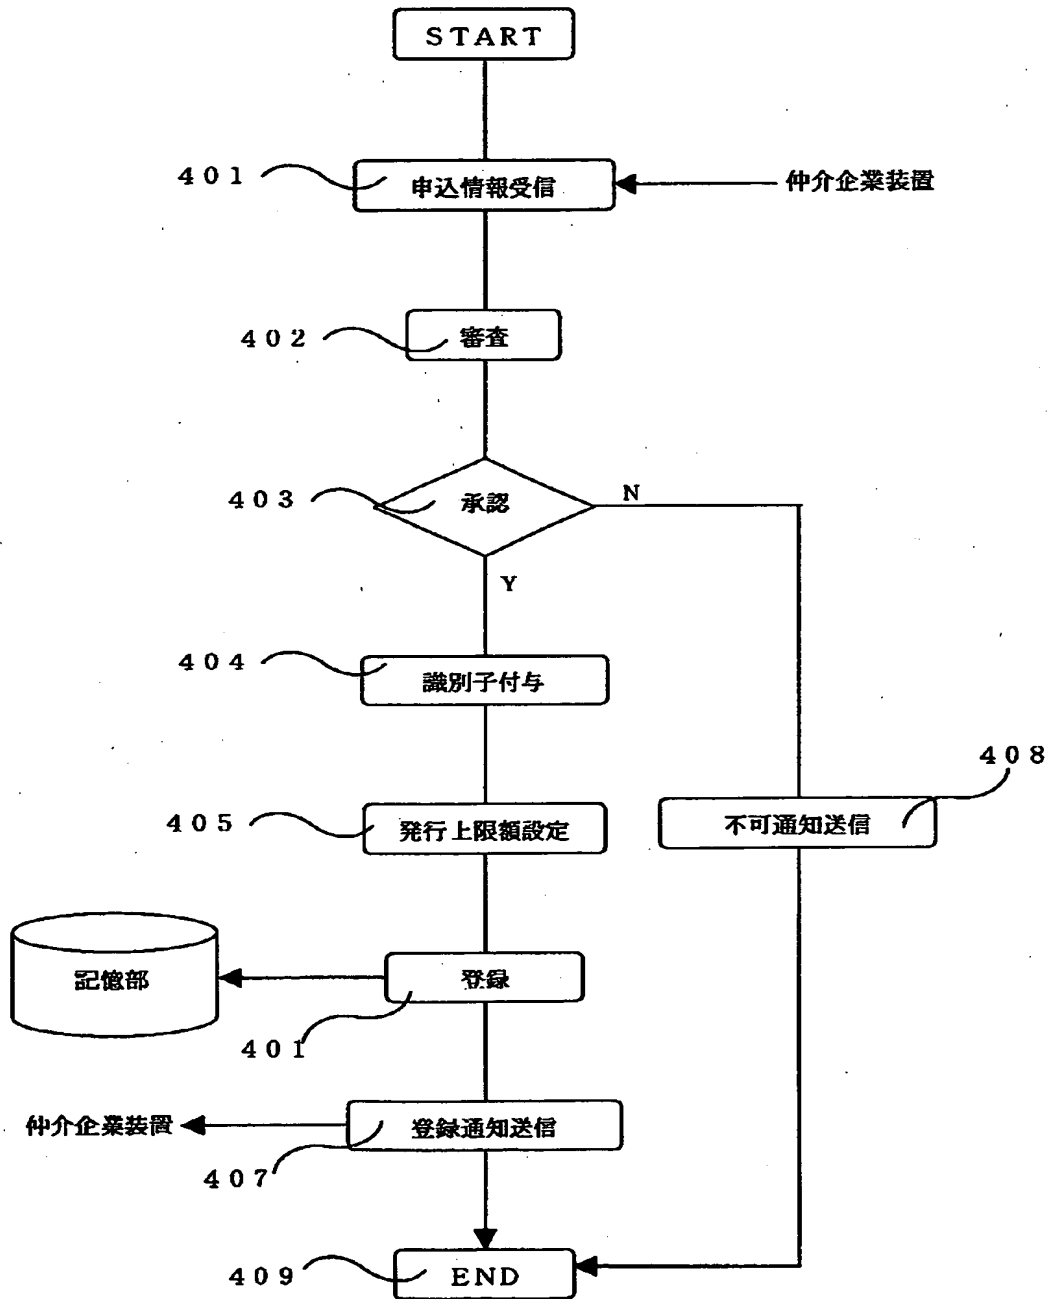 START
401
申込情報受信
仲介企業装置
402
審査
403
承認
N
Y
404
識別子付与
408
405
発行上限額設定
不可通知送信
記憶部
登録
401
仲介企業装置
登録通知送信
407
409
END